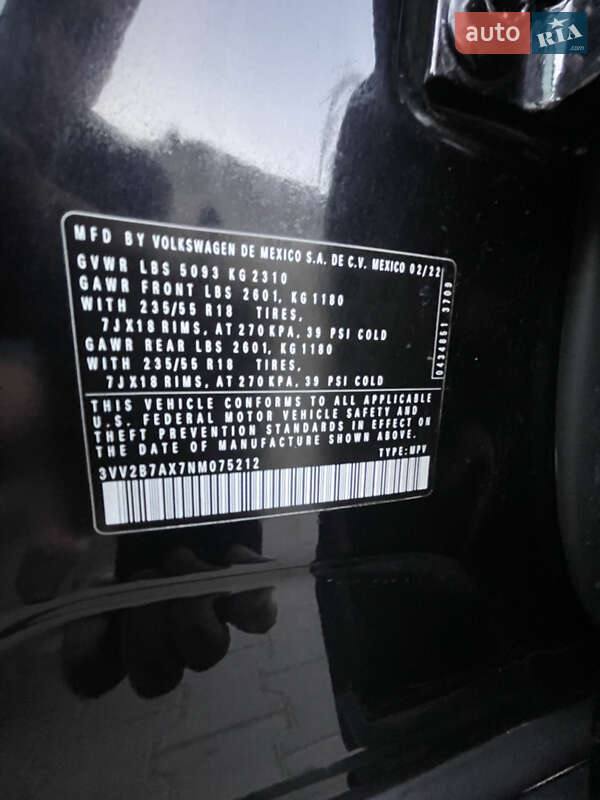 auto RIA.com
MFD BY VOLKSWAGEN DE MEXICO S.A. DE C.V. MEXICO 02/22
GVWR LBS 5093 KG 2310
GAWR FRONT LBS 2601, KG 1180
WITH 235/55 R18 TIRES,
7JX18 RIMS, AT 270 KPA, 39 PSI COLD
GAWR REAR LBS 2601, KG 1180
WITH 235/55 R18 TIRES,
7JX18 RIMS, AT 270 KPA, 39 PSI COLD
0434051 3709
THIS VEHICLE CONFORMS TO ALL APPLICABLE
U.S. FEDERAL MOTOR VEHICLE SAFETY AND
THEFT PREVENTION STANDARDS IN EFFECT ON
THE DATE OF MANUFACTURE SHOWN ABOVE.
3VV2B7AX7NM075212 TYPE: MPV